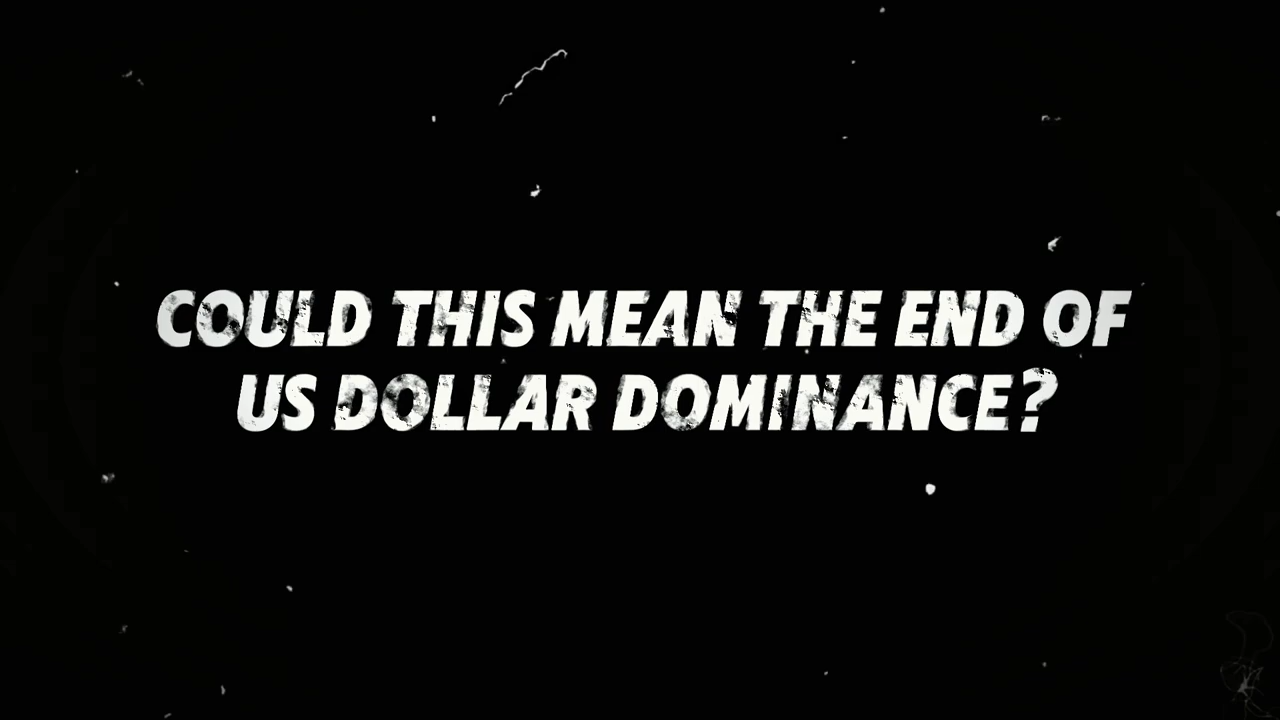 COULD THIS MEAN THE END OF
US DOLLAR DOMINANCE?